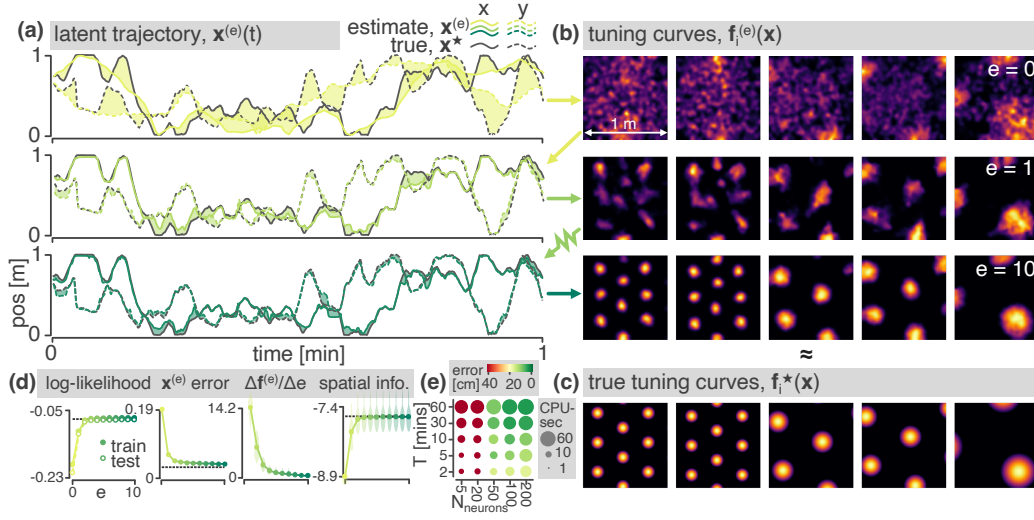 (a) latent trajectory, x^(e)(t)
x y
estimate, x^(e)
true, x★
1
0
1
0
1
0
pos [m]
0 time [min] 1
(b) tuning curves, f_i^(e)(x)
e = 0
1 m
e = 1
e = 10
≈
(c) true tuning curves, f_i★(x)
(d) log-likelihood x^(e) error Δf^(e)/Δe spatial info.
-0.05
-0.23
train
test
0 e 10
0.19
0
14.2
0
-7.4
-8.9
(e) error [cm]
40 20 0
T [mins]
60
30
10
5
2
5 20 50 100 200
N_neurons
CPU-sec
60
10
1